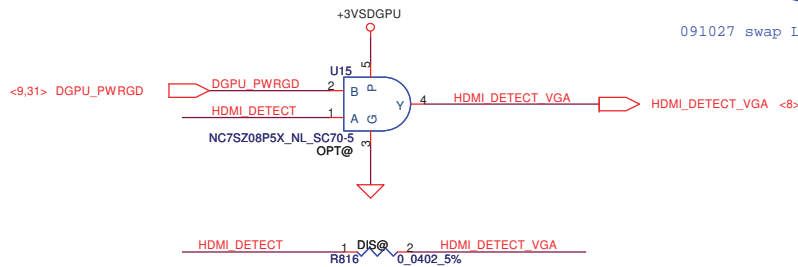 +3VSDGPU
091027 swap L
U15
5
<9,31> DGPU_PWRGD
DGPU_PWRGD
2
B
P
Y
4
HDMI_DETECT_VGA
HDMI_DETECT_VGA <8>
HDMI_DETECT
1
A
G
NC7SZ08P5X_NL_SC70-5
3
OPT@
HDMI_DETECT
1
DIS@
2
HDMI_DETECT_VGA
R816
0_0402_5%